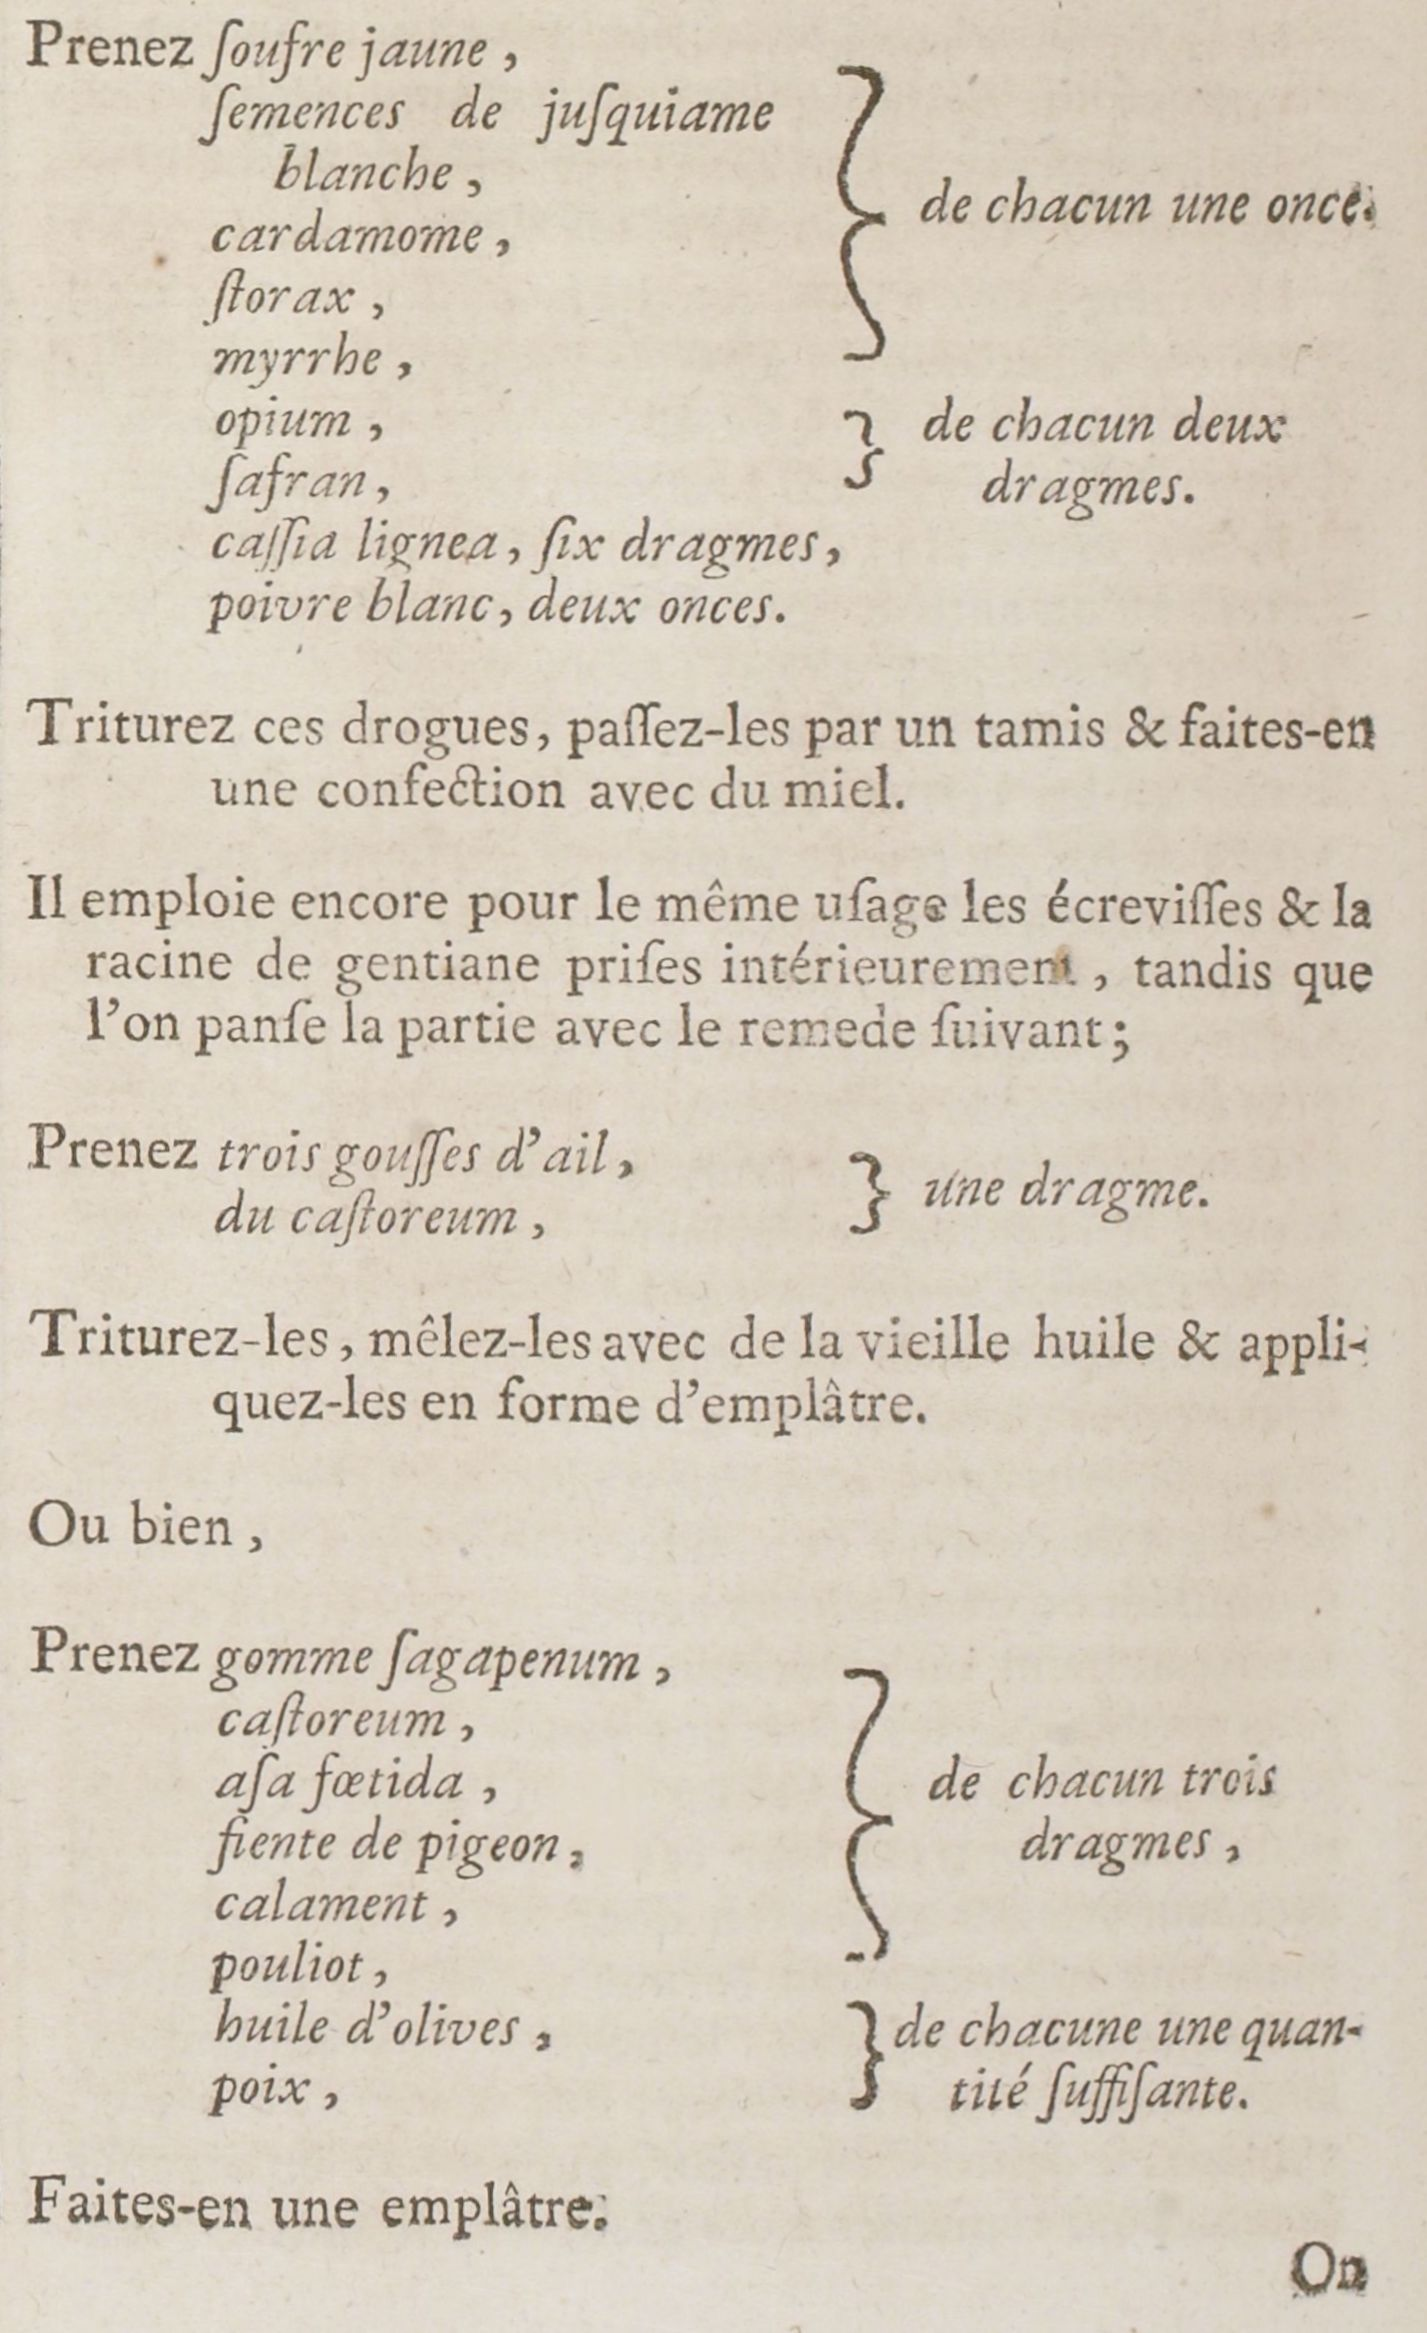 Prenez ſoufre jaune,
ſemences de juſquiame
blanche,
cardamome,
ſtorax,
myrrhe,
de chacun une once.
opium,
ſafran,
de chacun deux
dragmes.
caſſia lignea, ſix dragmes,
poivre blanc, deux onces.
Triturez ces drogues, paſſez-les par un tamis & faites-en
une confection avec du miel.
Il emploie encore pour le même uſage les écreviſſes & la
racine de gentiane priſes intérieurement, tandis que
l'on panſe la partie avec le remede ſuivant;
Prenez trois gouſſes d'ail,
du caſtoreum,
une dragme.
Triturez-les, mêlez-les avec de la vieille huile & appli-
quez-les en forme d'emplâtre.
Ou bien,
Prenez gomme ſagapenum,
caſtoreum,
aſa fœtida,
fiente de pigeon,
calament,
pouliot,
de chacun trois
dragmes,
huile d'olives,
poix,
de chacune une quan-
tité ſuffiſante.
Faites-en une emplâtre.
On